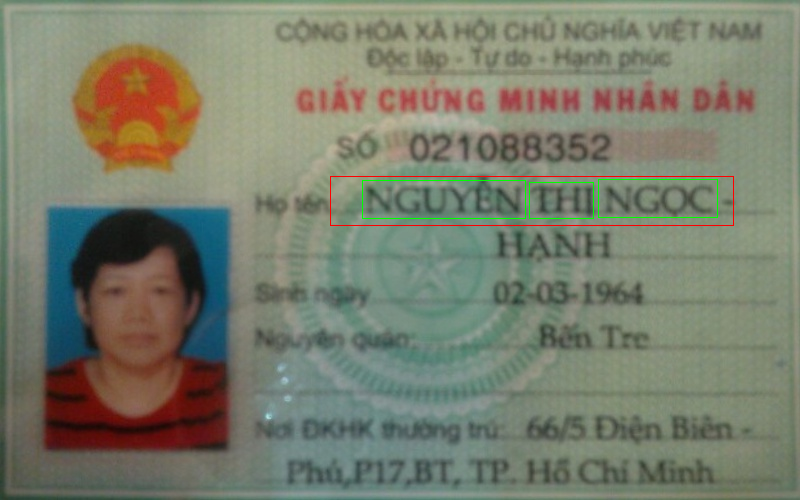 CỘNG HÒA XÃ HỘI CHỦ NGHĨA VIỆT NAM
Độc lập - Tự do - Hạnh phúc
GIẤY CHỨNG MINH NHÂN DÂN
SỐ 021088352
Họ tên NGUYỄN THỊ NGỌC -
HẠNH
Sinh ngày 02-03-1964
Nguyên quán: Bến Tre
Nơi ĐKHK thường trú: 66/5 Điện Biên -
Phủ,P17,BT, TP. Hồ Chí Minh